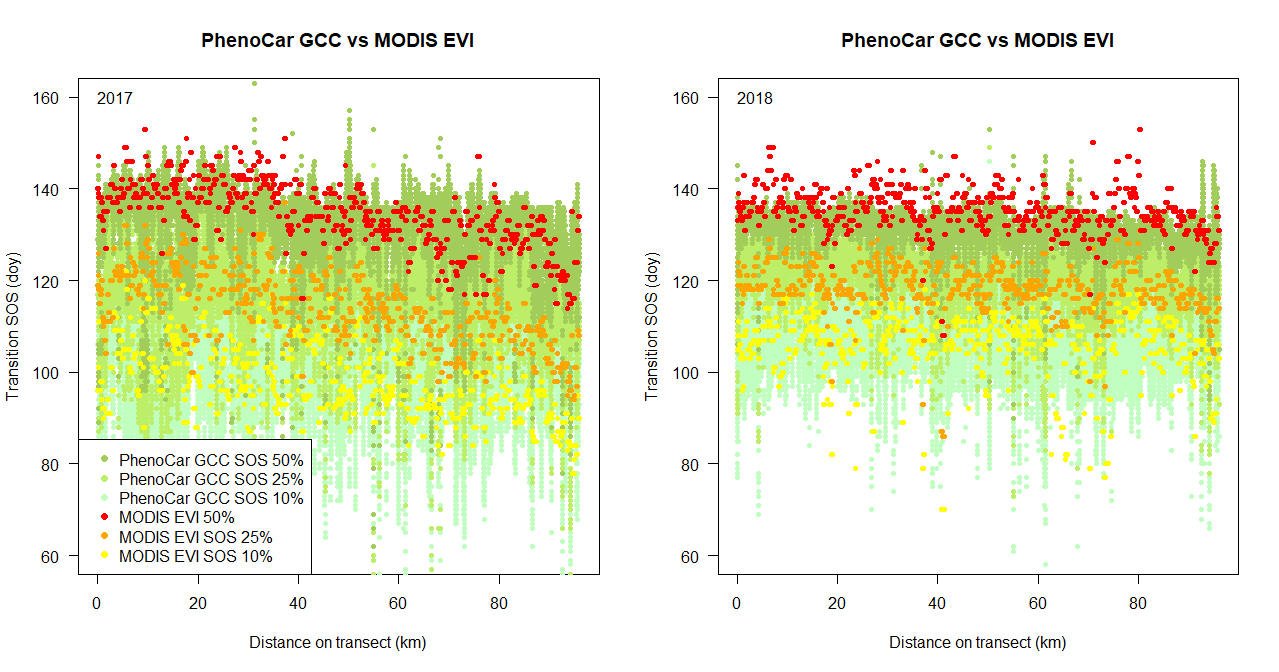 PhenoCar GCC vs MODIS EVI
2017
160
140
120
100
80
60
Transition SOS (doy)
PhenoCar GCC SOS 50%
PhenoCar GCC SOS 25%
PhenoCar GCC SOS 10%
MODIS EVI 50%
MODIS EVI SOS 25%
MODIS EVI SOS 10%
0 20 40 60 80
Distance on transect (km)
PhenoCar GCC vs MODIS EVI
2018
160
140
120
100
80
60
Transition SOS (doy)
0 20 40 60 80
Distance on transect (km)